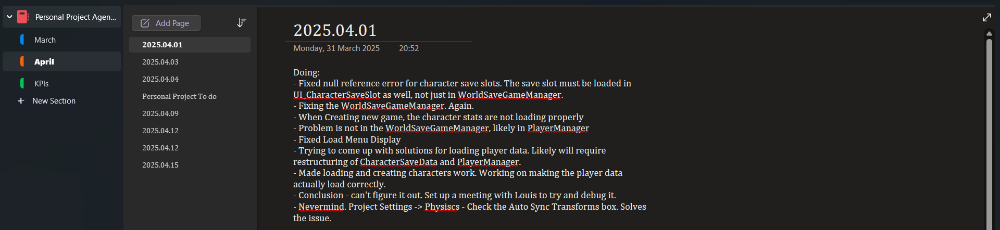 Personal Project Agen...
March
April
KPIs
New Section
Add Page
2025.04.01
2025.04.03
2025.04.04
Personal Project To do
2025.04.09
2025.04.12
2025.04.12
2025.04.15
2025.04.01
Monday, 31 March 2025 20:52
Doing:
- Fixed null reference error for character save slots. The save slot must be loaded in
UI_CharacterSaveSlot as well, not just in WorldSaveGameManager.
- Fixing the WorldSaveGameManager. Again.
- When Creating new game, the character stats are not loading properly
- Problem is not in the WorldSaveGameManager, likely in PlayerManager
- Fixed Load Menu Display
- Trying to come up with solutions for loading player data. Likely will require
restructuring of CharacterSaveData and PlayerManager.
- Made loading and creating characters work. Working on making the player data
actually load correctly.
- Conclusion - can't figure it out. Set up a meeting with Louis to try and debug it.
- Nevermind. Project Settings -> Physiscs - Check the Auto Sync Transforms box. Solves
the issue.